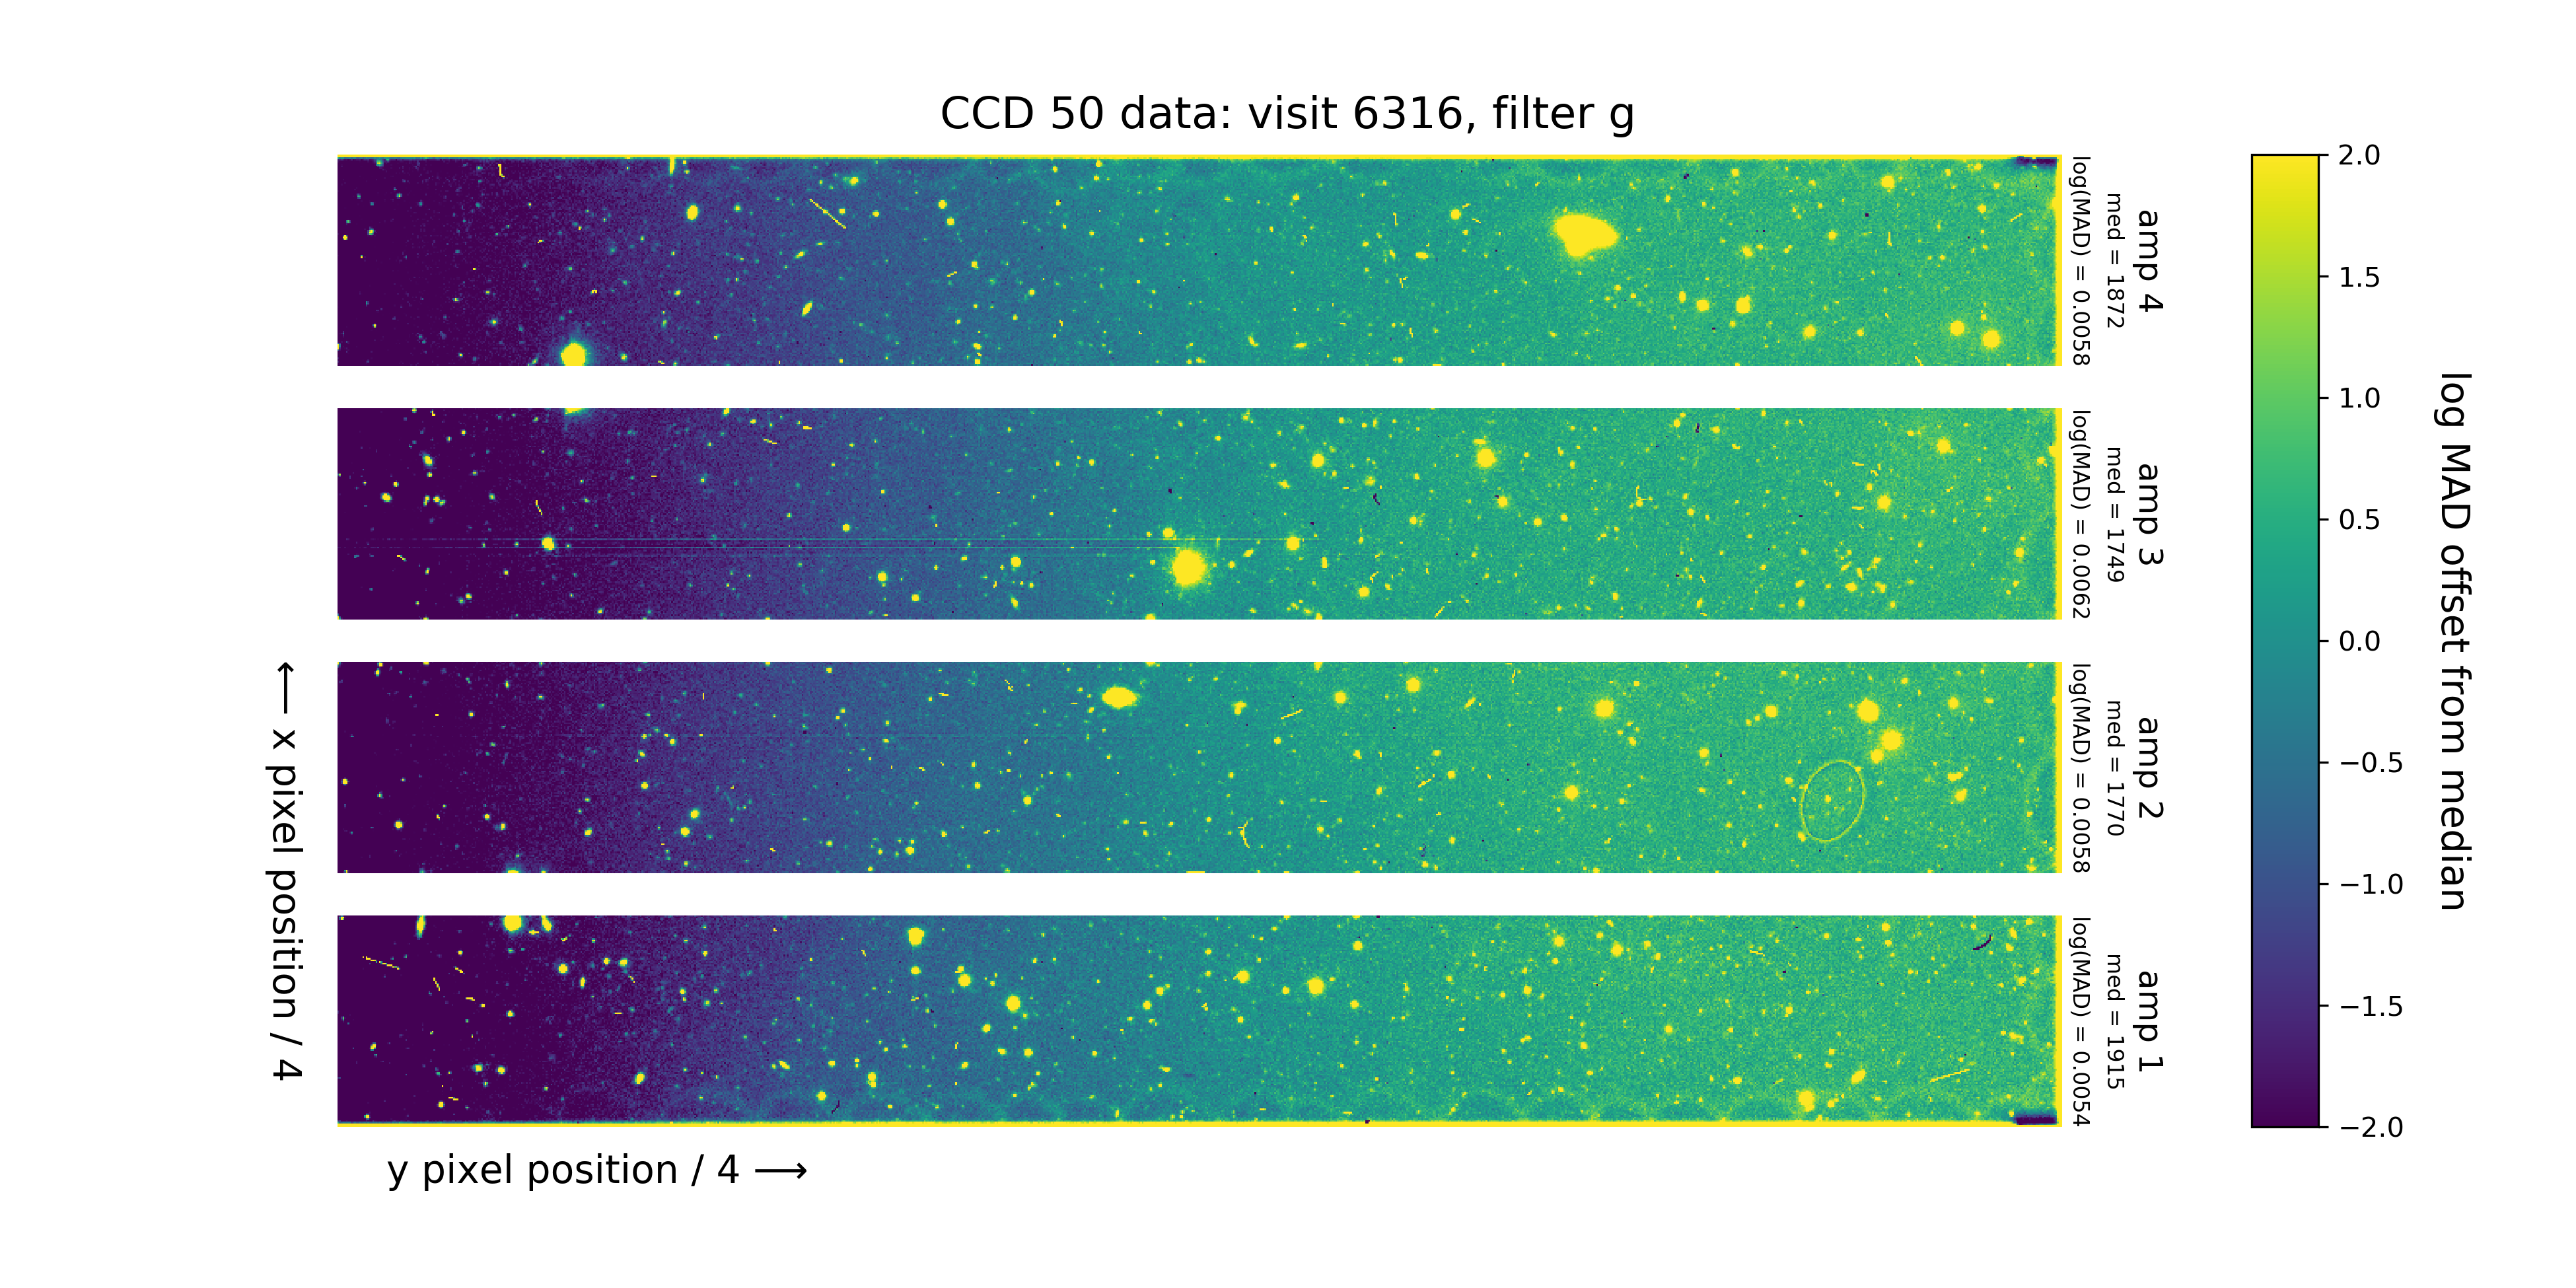 CCD 50 data: visit 6316, filter g
amp 4
med = 1872
log(MAD) = 0.0058
amp 3
med = 1749
log(MAD) = 0.0062
amp 2
med = 1770
log(MAD) = 0.0058
amp 1
med = 1915
log(MAD) = 0.0054
⟵ x pixel position / 4
y pixel position / 4 ⟶
2.0
1.5
1.0
0.5
0.0
−0.5
−1.0
−1.5
−2.0
log MAD offset from median